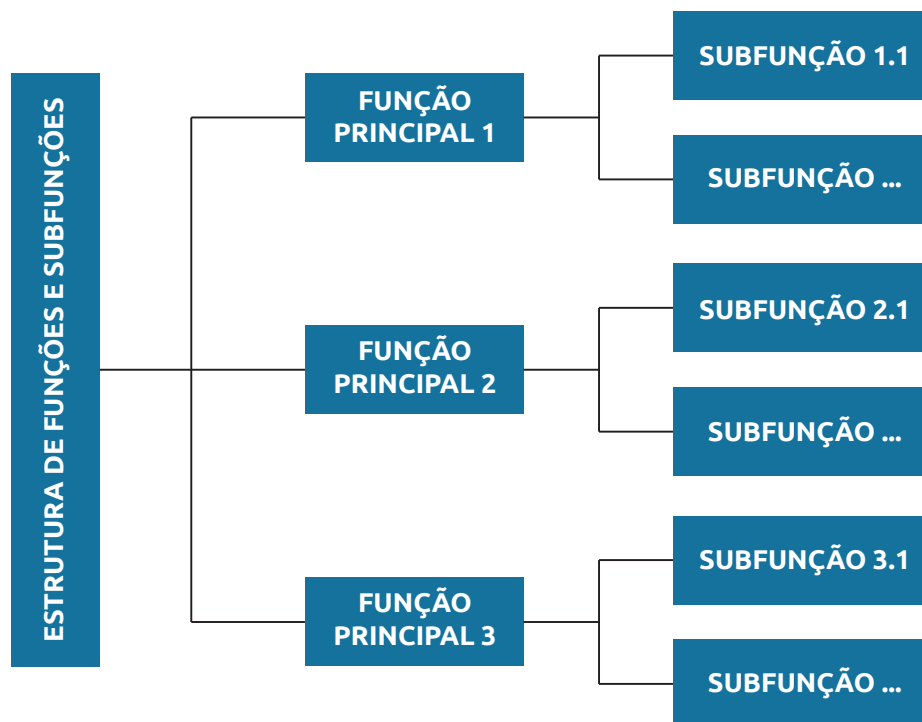 ESTRUTURA DE FUNÇÕES E SUBFUNÇÕES
FUNÇÃO
PRINCIPAL 1
SUBFUNÇÃO 1.1
SUBFUNÇÃO ...
FUNÇÃO
PRINCIPAL 2
SUBFUNÇÃO 2.1
SUBFUNÇÃO ...
FUNÇÃO
PRINCIPAL 3
SUBFUNÇÃO 3.1
SUBFUNÇÃO ...